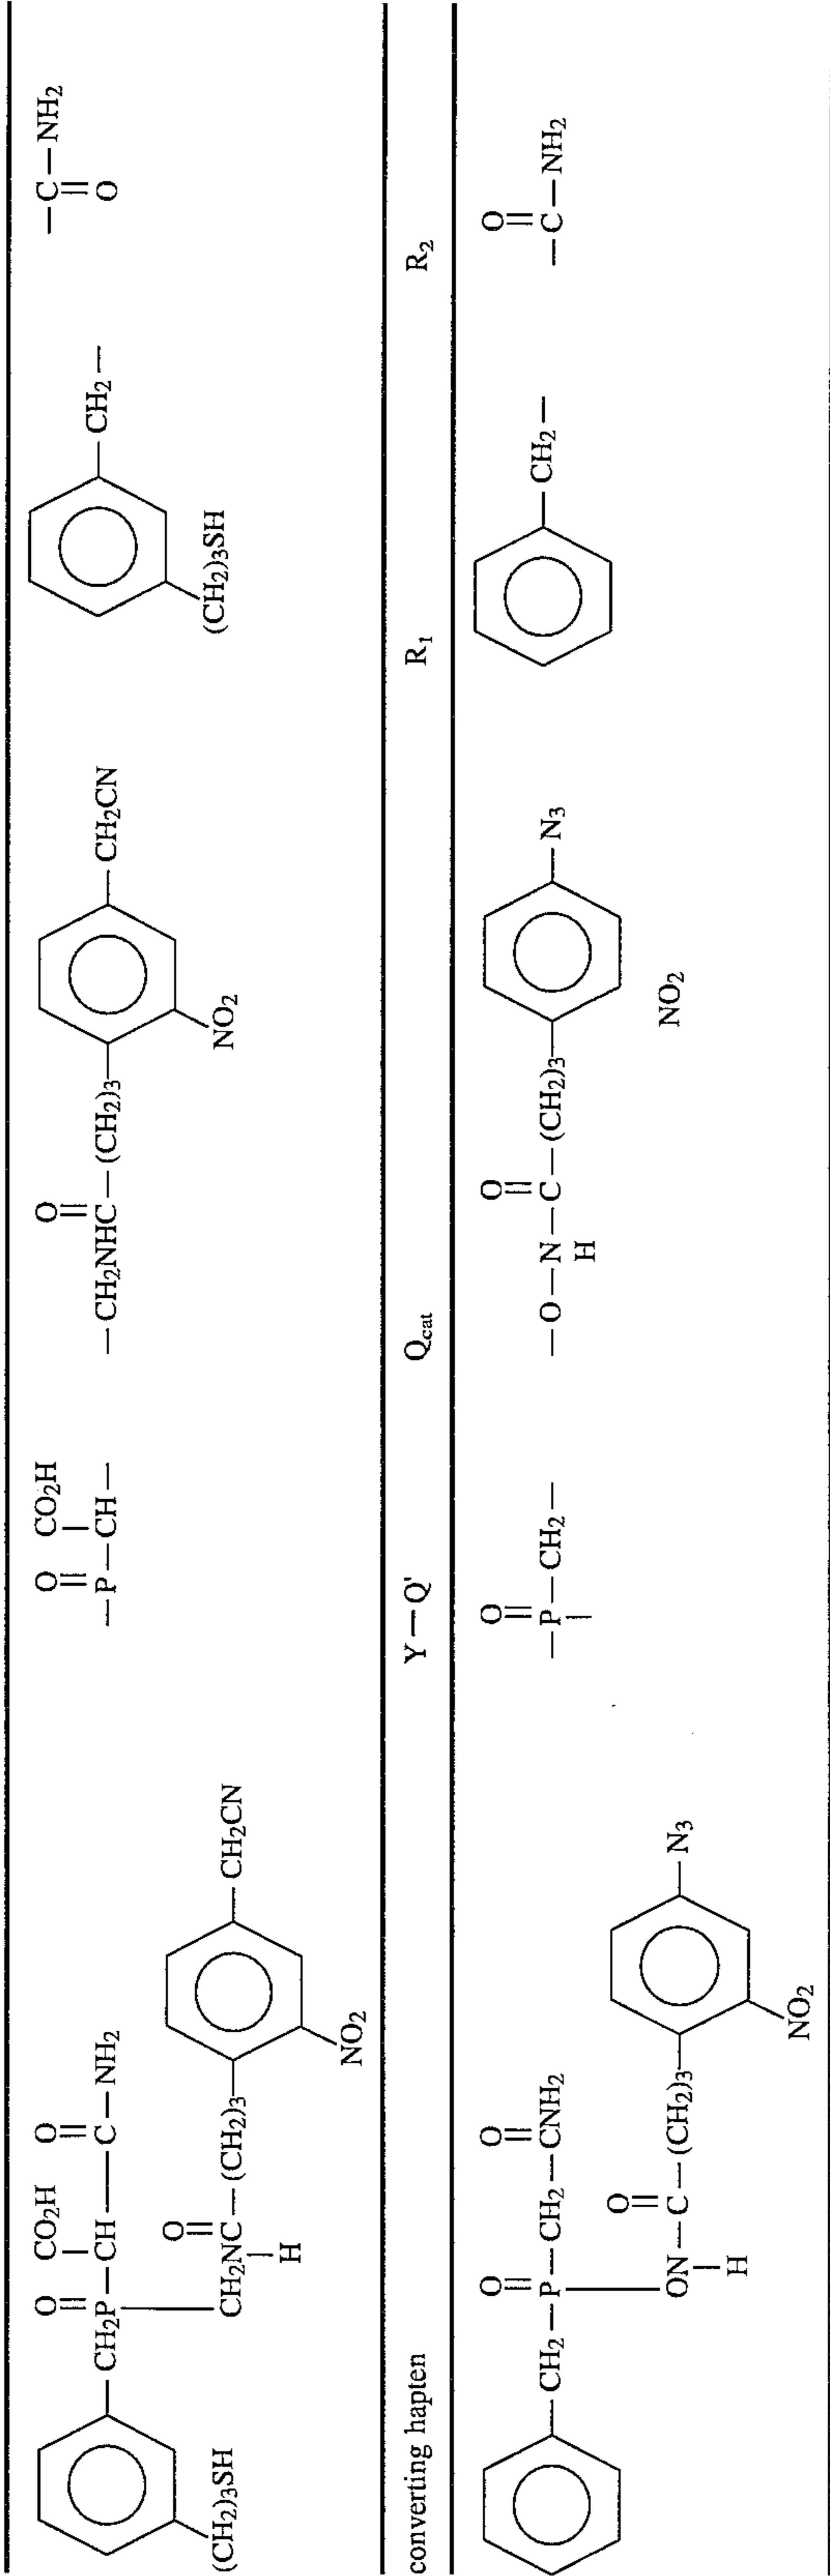 O CO2H O
CH2P—CH—C—NH2
(CH2)3SH
CH2NC—(CH2)3
O
H
NO2
CH2CN
O CO2H
—P—CH—
O
—CH2NHC—(CH2)3
NO2
CH2CN
CH2—
(CH2)3SH
—C—NH2
O
converting hapten Y—Q' Qcat R1 R2
O O
CH2—P—CH2—CNH2
O
ON—C—(CH2)3
H
NO2
N3
O
—P—CH2—
O
—O—N—C—(CH2)3
H
NO2
N3
CH2—
O
—C—NH2